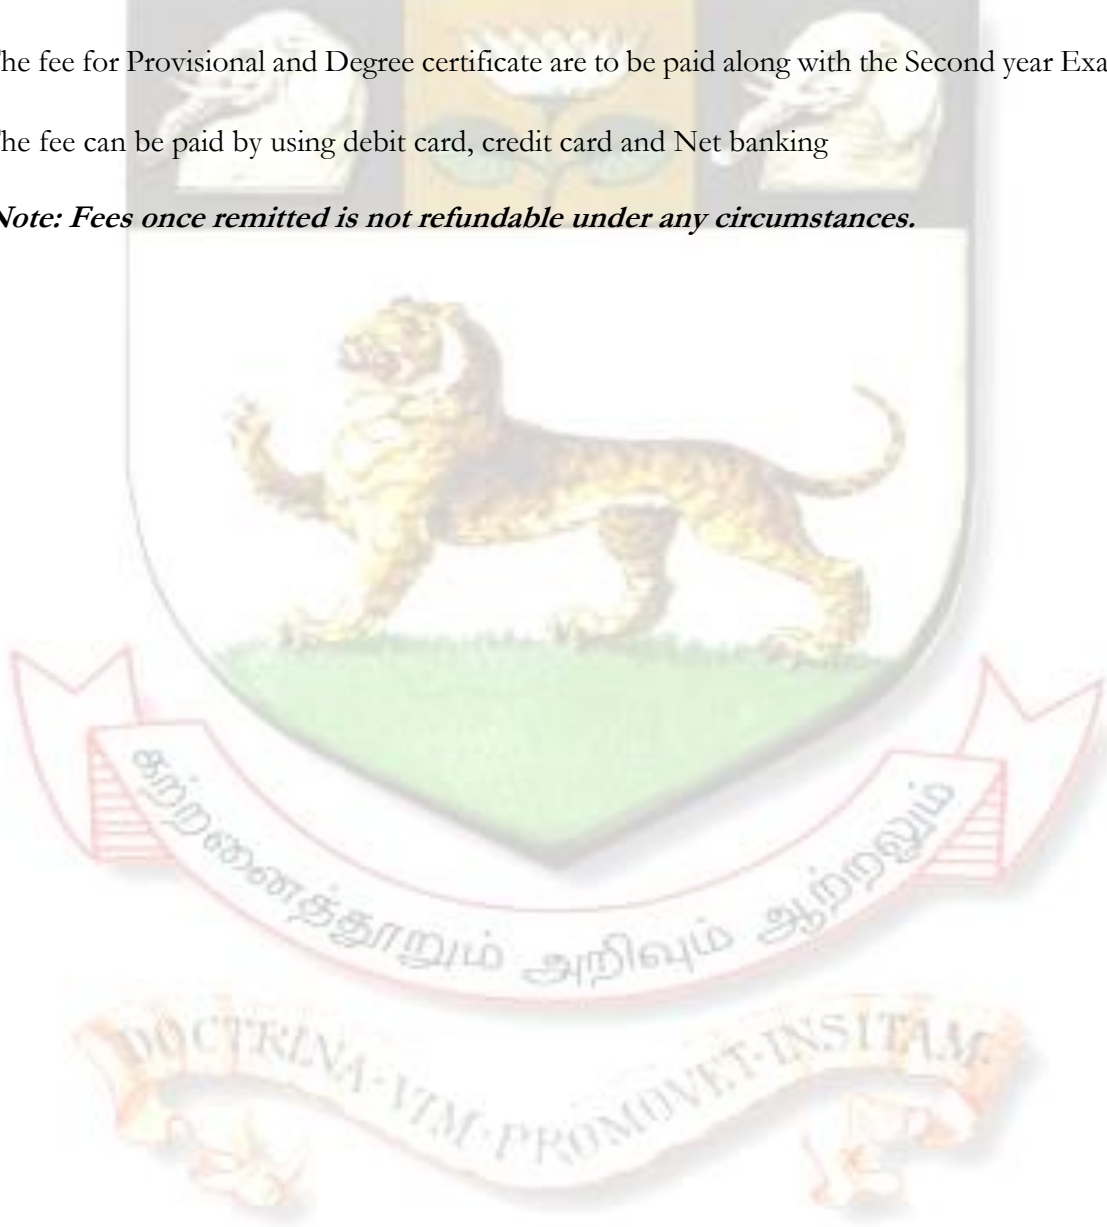 he fee for Provisional and Degree certificate are to be paid along with the Second year Exa
he fee can be paid by using debit card, credit card and Net banking
Note: Fees once remitted is not refundable under any circumstances.
கற்றனைத்தூறும் அறிவும் ஆற்றலும்
DOCTRINA·VIM·PROMOVET·INSITAM.